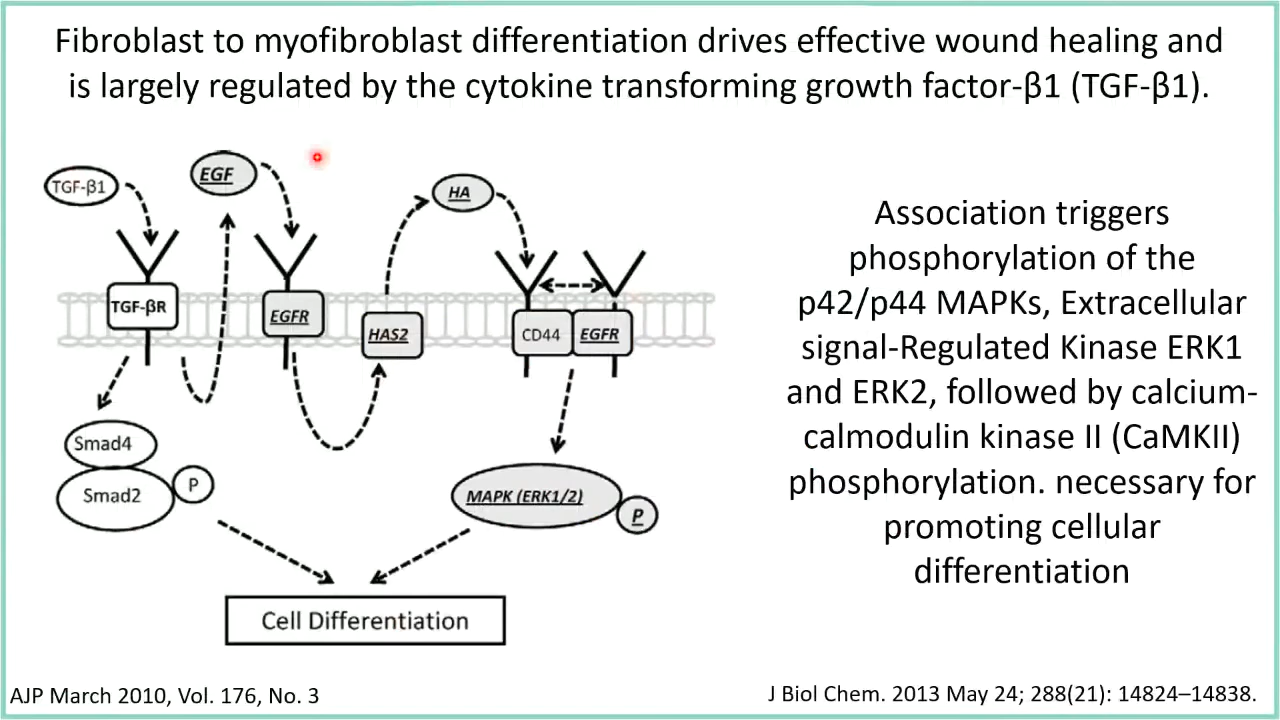 Fibroblast to myofibroblast differentiation drives effective wound healing and
is largely regulated by the cytokine transforming growth factor-β1 (TGF-β1).
TGF-β1
EGF
HA
TGF-βR
EGFR
HAS2
CD44
EGFR
Smad4
Smad2
P
MAPK (ERK1/2)
P
Cell Differentiation
Association triggers
phosphorylation of the
p42/p44 MAPKs, Extracellular
signal-Regulated Kinase ERK1
and ERK2, followed by calcium-
calmodulin kinase II (CaMKII)
phosphorylation. necessary for
promoting cellular
differentiation
AJP March 2010, Vol. 176, No. 3
J Biol Chem. 2013 May 24; 288(21): 14824–14838.